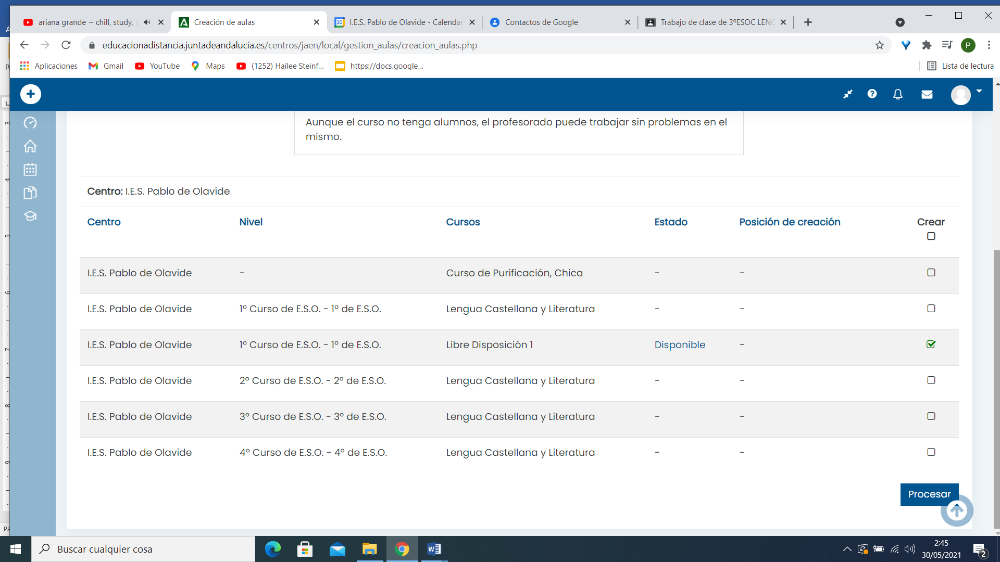 ariana grande ~ chill, study, s
Creación de aulas
I.E.S. Pablo de Olavide - Calendar
Contactos de Google
Trabajo de clase de 3ºESOC LENG
educacionadistancia.juntadeandalucia.es/centros/jaen/local/gestion_aulas/creacion_aulas.php
P
Aplicaciones
Gmail
YouTube
Maps
(1252) Hailee Steinf...
https://docs.google...
Lista de lectura
Aunque el curso no tenga alumnos, el profesorado puede trabajar sin problemas en el
mismo.
Centro: I.E.S. Pablo de Olavide
Centro Nivel Cursos Estado Posición de creación Crear
I.E.S. Pablo de Olavide - Curso de Purificación, Chica - -
I.E.S. Pablo de Olavide 1º Curso de E.S.O. - 1º de E.S.O. Lengua Castellana y Literatura - -
I.E.S. Pablo de Olavide 1º Curso de E.S.O. - 1º de E.S.O. Libre Disposición 1 Disponible -
I.E.S. Pablo de Olavide 2º Curso de E.S.O. - 2º de E.S.O. Lengua Castellana y Literatura - -
I.E.S. Pablo de Olavide 3º Curso de E.S.O. - 3º de E.S.O. Lengua Castellana y Literatura - -
I.E.S. Pablo de Olavide 4º Curso de E.S.O. - 4º de E.S.O. Lengua Castellana y Literatura - -
Procesar
Buscar cualquier cosa
2:45
30/05/2021
2